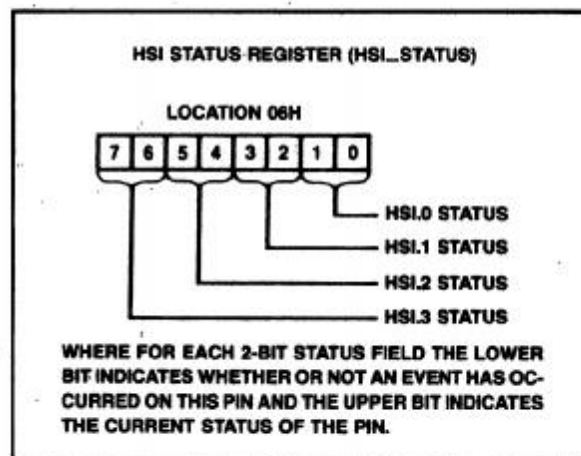 HSI STATUS REGISTER (HSI_STATUS)
LOCATION 06H
7 6 5 4 3 2 1 0
HSI.0 STATUS
HSI.1 STATUS
HSI.2 STATUS
HSI.3 STATUS
WHERE FOR EACH 2-BIT STATUS FIELD THE LOWER
BIT INDICATES WHETHER OR NOT AN EVENT HAS OC-
CURRED ON THIS PIN AND THE UPPER BIT INDICATES
THE CURRENT STATUS OF THE PIN.